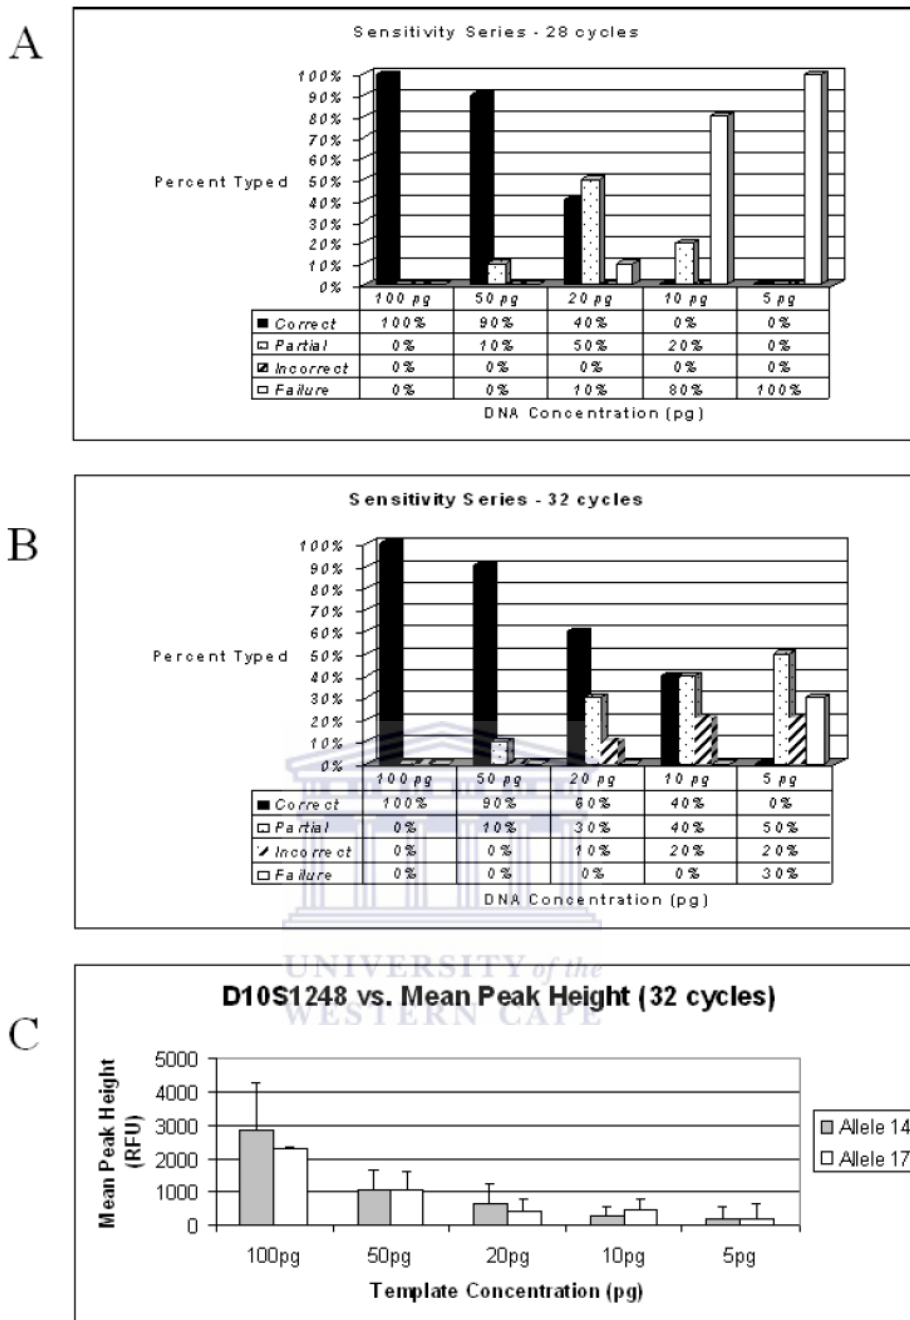 A
Sensitivity Series - 28 cycles
100%
90%
80%
70%
60%
50%
40%
30%
20%
10%
0%
Percent Typed
100 pg 50 pg 20 pg 10 pg 5 pg
Correct 100% 90% 40% 0% 0%
Partial 0% 10% 50% 20% 0%
Incorrect 0% 0% 0% 0% 0%
Failure 0% 0% 10% 80% 100%
DNA Concentration (pg)
B
Sensitivity Series - 32 cycles
100%
90%
80%
70%
60%
50%
40%
30%
20%
10%
0%
Percent Typed
100 pg 50 pg 20 pg 10 pg 5 pg
Correct 100% 90% 60% 40% 0%
Partial 0% 10% 30% 40% 50%
Incorrect 0% 0% 10% 20% 20%
Failure 0% 0% 0% 0% 30%
DNA Concentration (pg)
UNIVERSITY of the
WESTERN CAPE
C
D10S1248 vs. Mean Peak Height (32 cycles)
Mean Peak Height
(RFU)
5000
4000
3000
2000
1000
0
100pg 50pg 20pg 10pg 5pg
Template Concentration (pg)
Allele 14
Allele 17